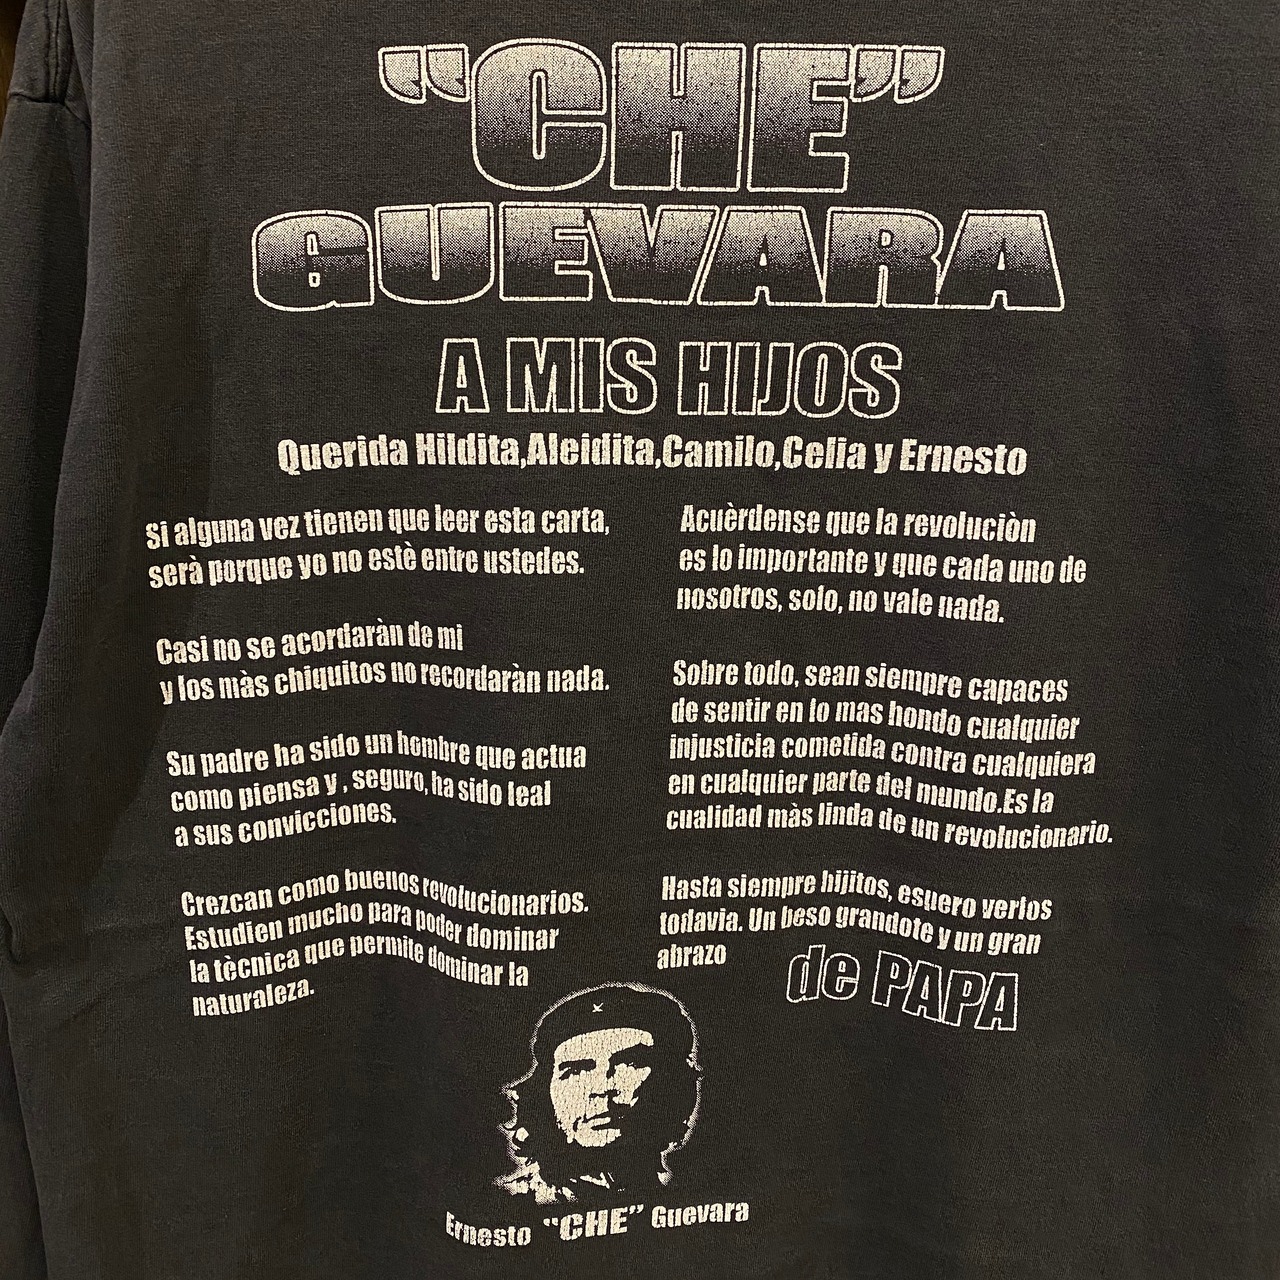 "CHE"
GUEVARA
A MIS HIJOS
Querida Hildita,Aleidita,Camilo,Celia y Ernesto
Si alguna vez tienen que leer esta carta,
serà porque yo no estè entre ustedes.
Casi no se acordaràn de mi
y los màs chiquitos no recordaràn nada.
Su padre ha sido un hombre que actua
como piensa y , seguro, ha sido leal
a sus convicciones.
Crezcan como buenos revolucionarios.
Estudien mucho para poder dominar
la tècnica que permite dominar la
naturaleza.
Acuèrdense que la revoluciòn
es lo importante y que cada uno de
nosotros, solo, no vale nada.
Sobre todo, sean siempre capaces
de sentir en lo mas hondo cualquier
injusticia cometida contra cualquiera
en cualquier parte del mundo.Es la
cualidad màs linda de un revolucionario.
Hasta siempre hijitos, espero verlos
todavia. Un beso grandote y un gran
abrazo
de PAPA
Ernesto "CHE" Guevara